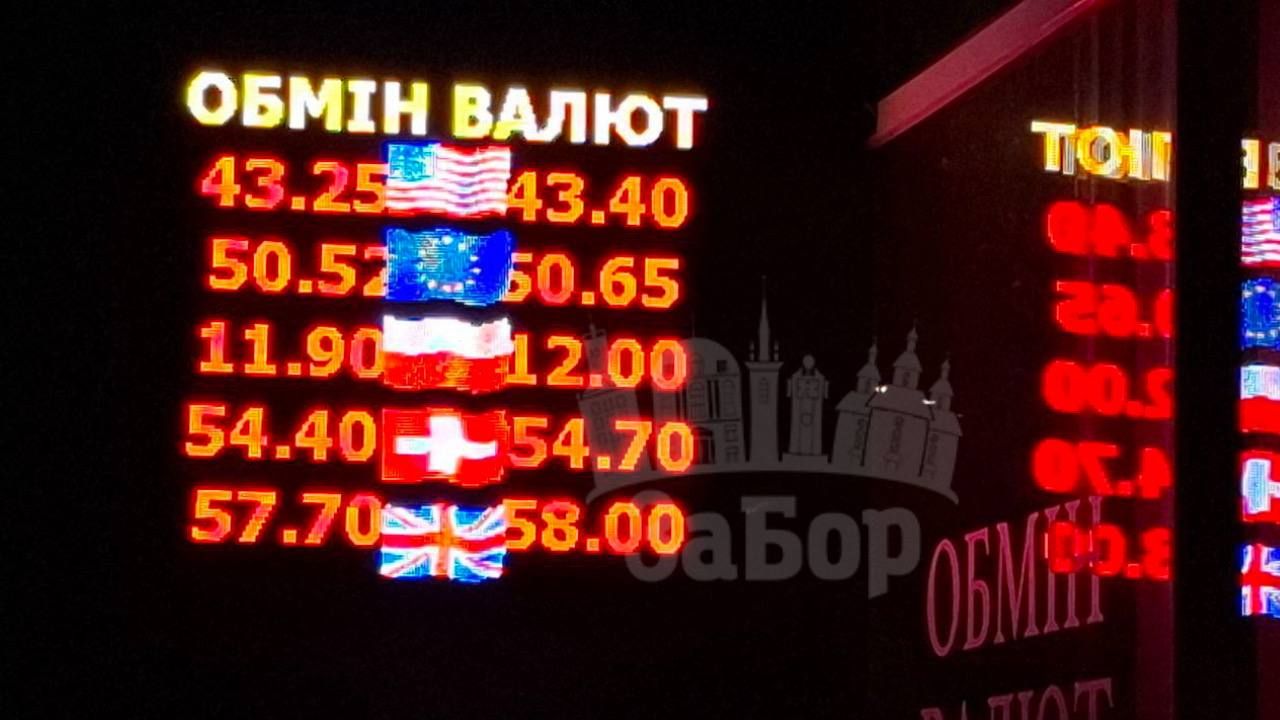 ОБМІН ВАЛЮТ
43.25 43.40
50.52 50.65
11.90 12.00
54.40 54.70
57.70 58.00
ЗаБор
ОБМІН
ВАЛЮТ